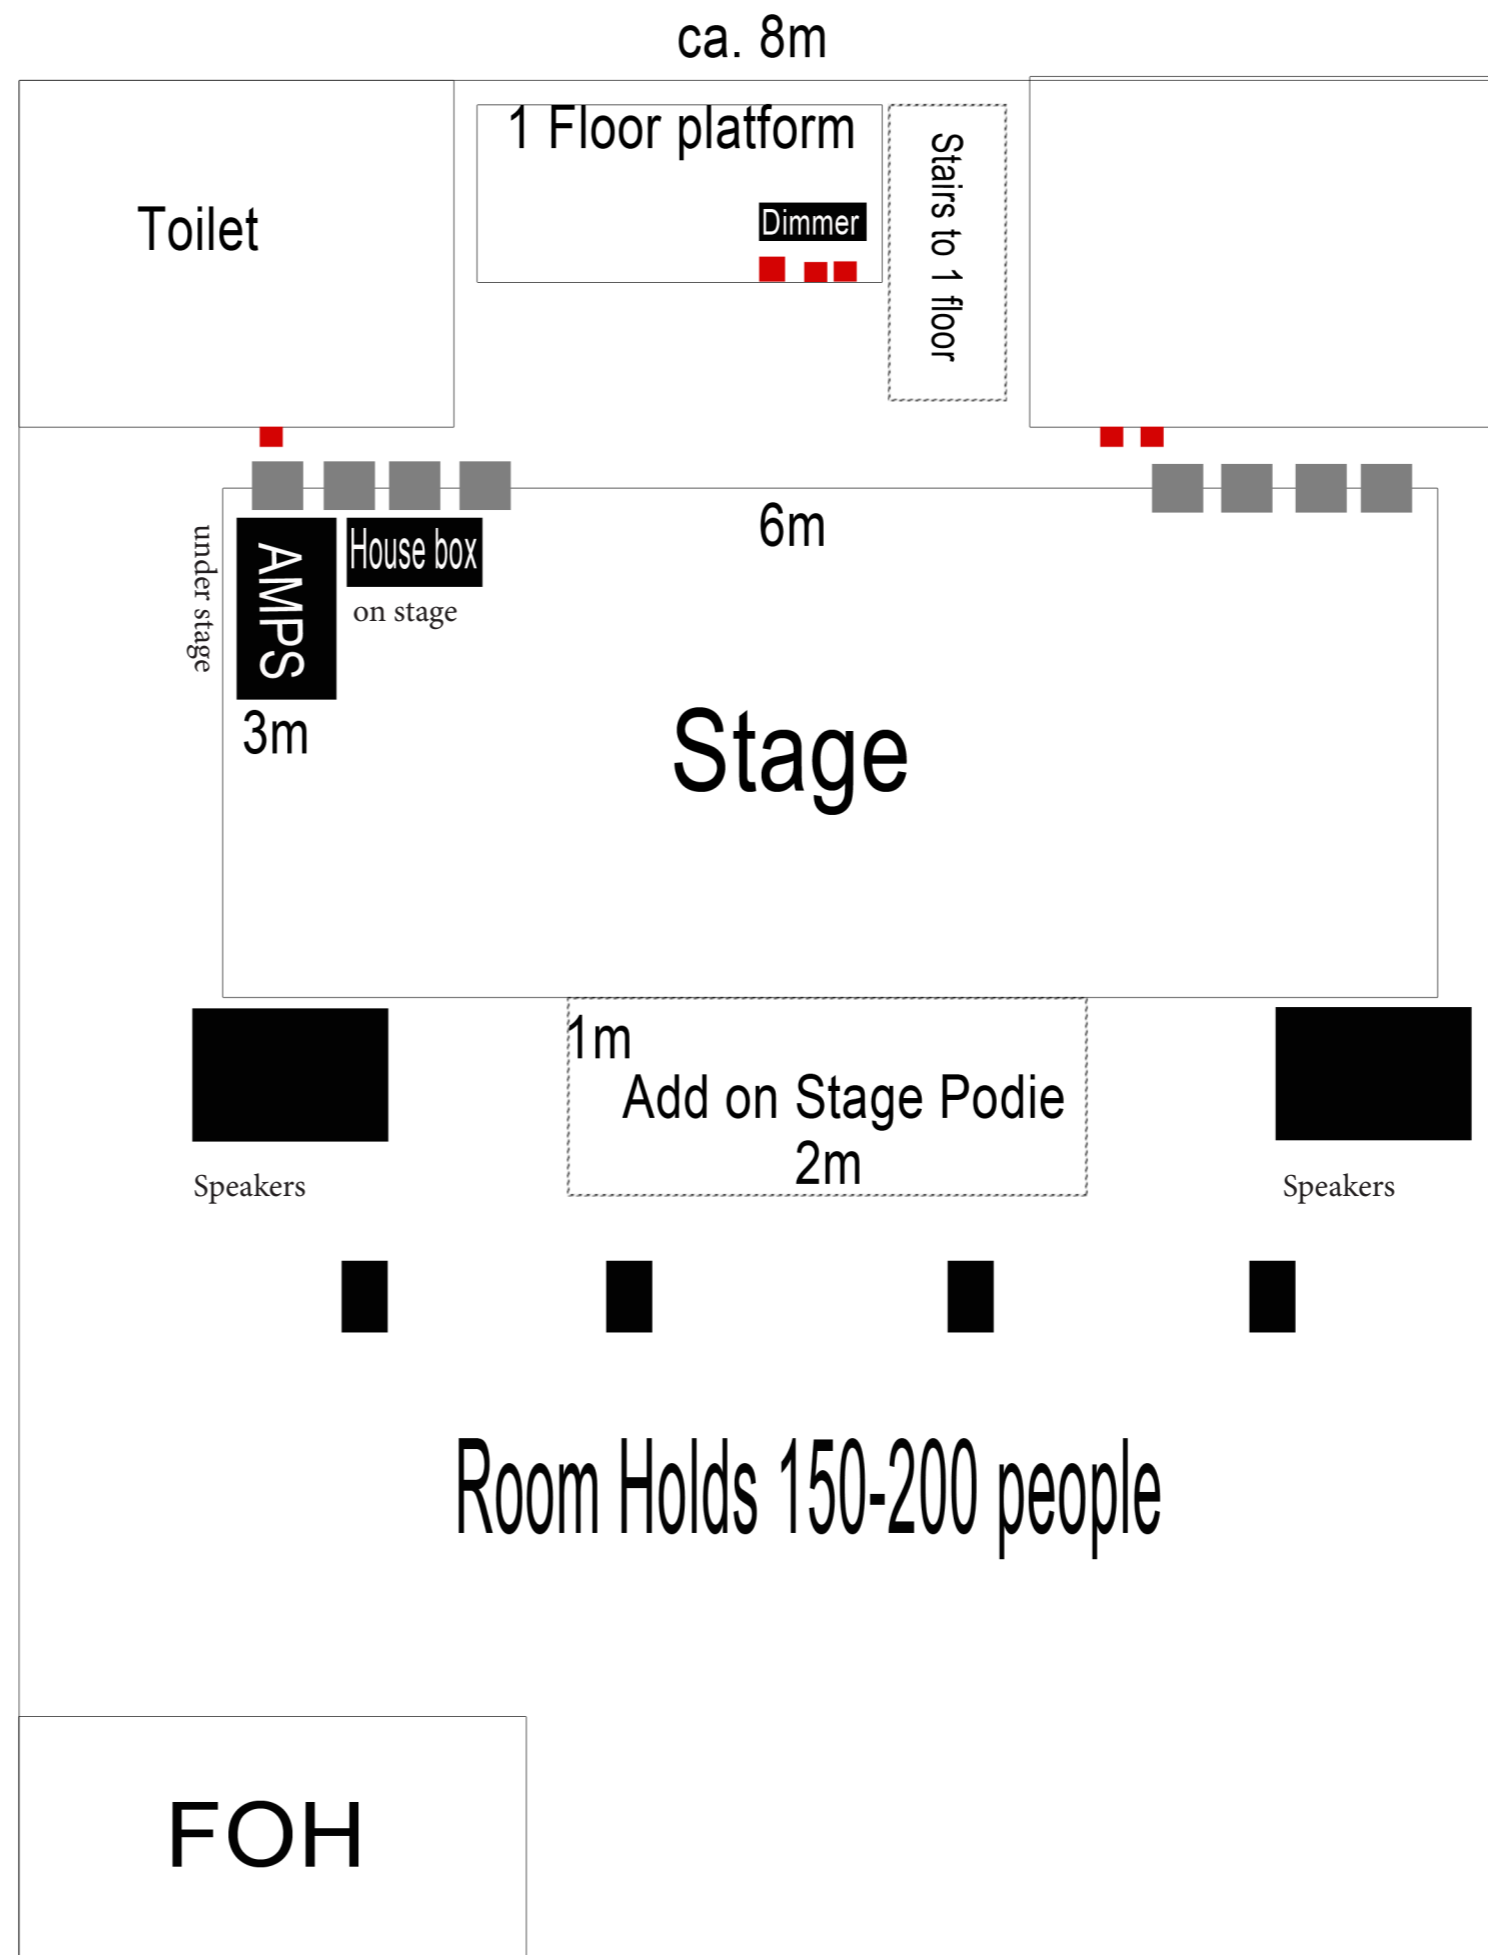 ca. 8m
1 Floor platform
Toilet
Dimmer
Stairs to 1 floor
6m
under stage
AMPS
House box
on stage
3m
Stage
1m
Add on Stage Podie
2m
Speakers
Speakers
Room Holds 150-200 people
FOH